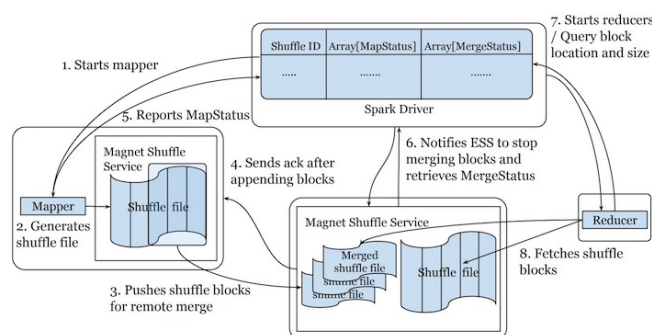 7. Starts reducers
/ Query block
location and size
Shuffle ID
Array[MapStatus]
Array[MergeStatus]
.....
.......
.......
Spark Driver
1. Starts mapper
5. Reports MapStatus
Magnet Shuffle
Service
4. Sends ack after
appending blocks
6. Notifies ESS to stop
merging blocks and
retrieves MergeStatus
Mapper
Shuffle file
2. Generates
shuffle file
Magnet Shuffle Service
Reducer
Merged
shuffle file
shuffle file
shuffle file
Shuffle file
8. Fetches shuffle
blocks
3. Pushes shuffle blocks
for remote merge